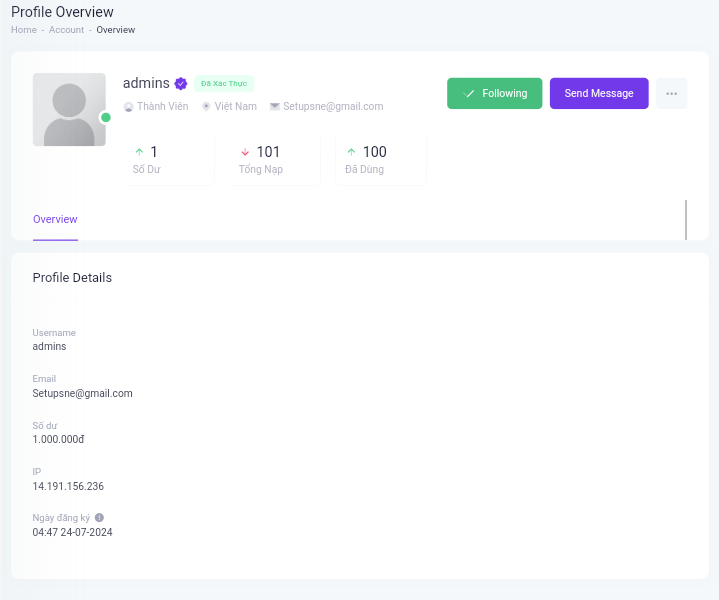 Profile Overview
Home - Account - Overview
admins Đã Xác Thực
Thành Viên Việt Nam Setupsne@gmail.com
Following
Send Message
1
Số Dư
101
Tổng Nạp
100
Đã Dùng
Overview
Profile Details
Username
admins
Email
Setupsne@gmail.com
Số dư
1.000.000đ
IP
14.191.156.236
Ngày đăng ký
04:47 24-07-2024